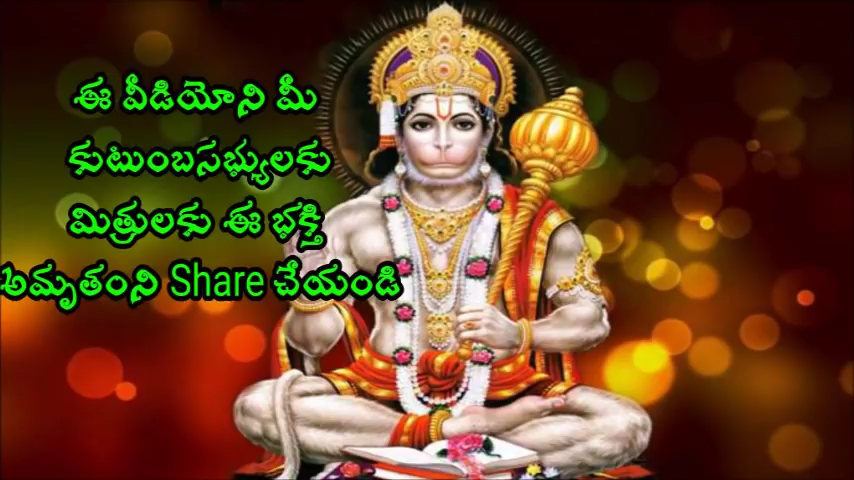 ఈ వీడియోని మీ
కుటుంబసభ్యులకు
మిత్రులకు ఈ భక్తి
అమృతంని Share చేయండి